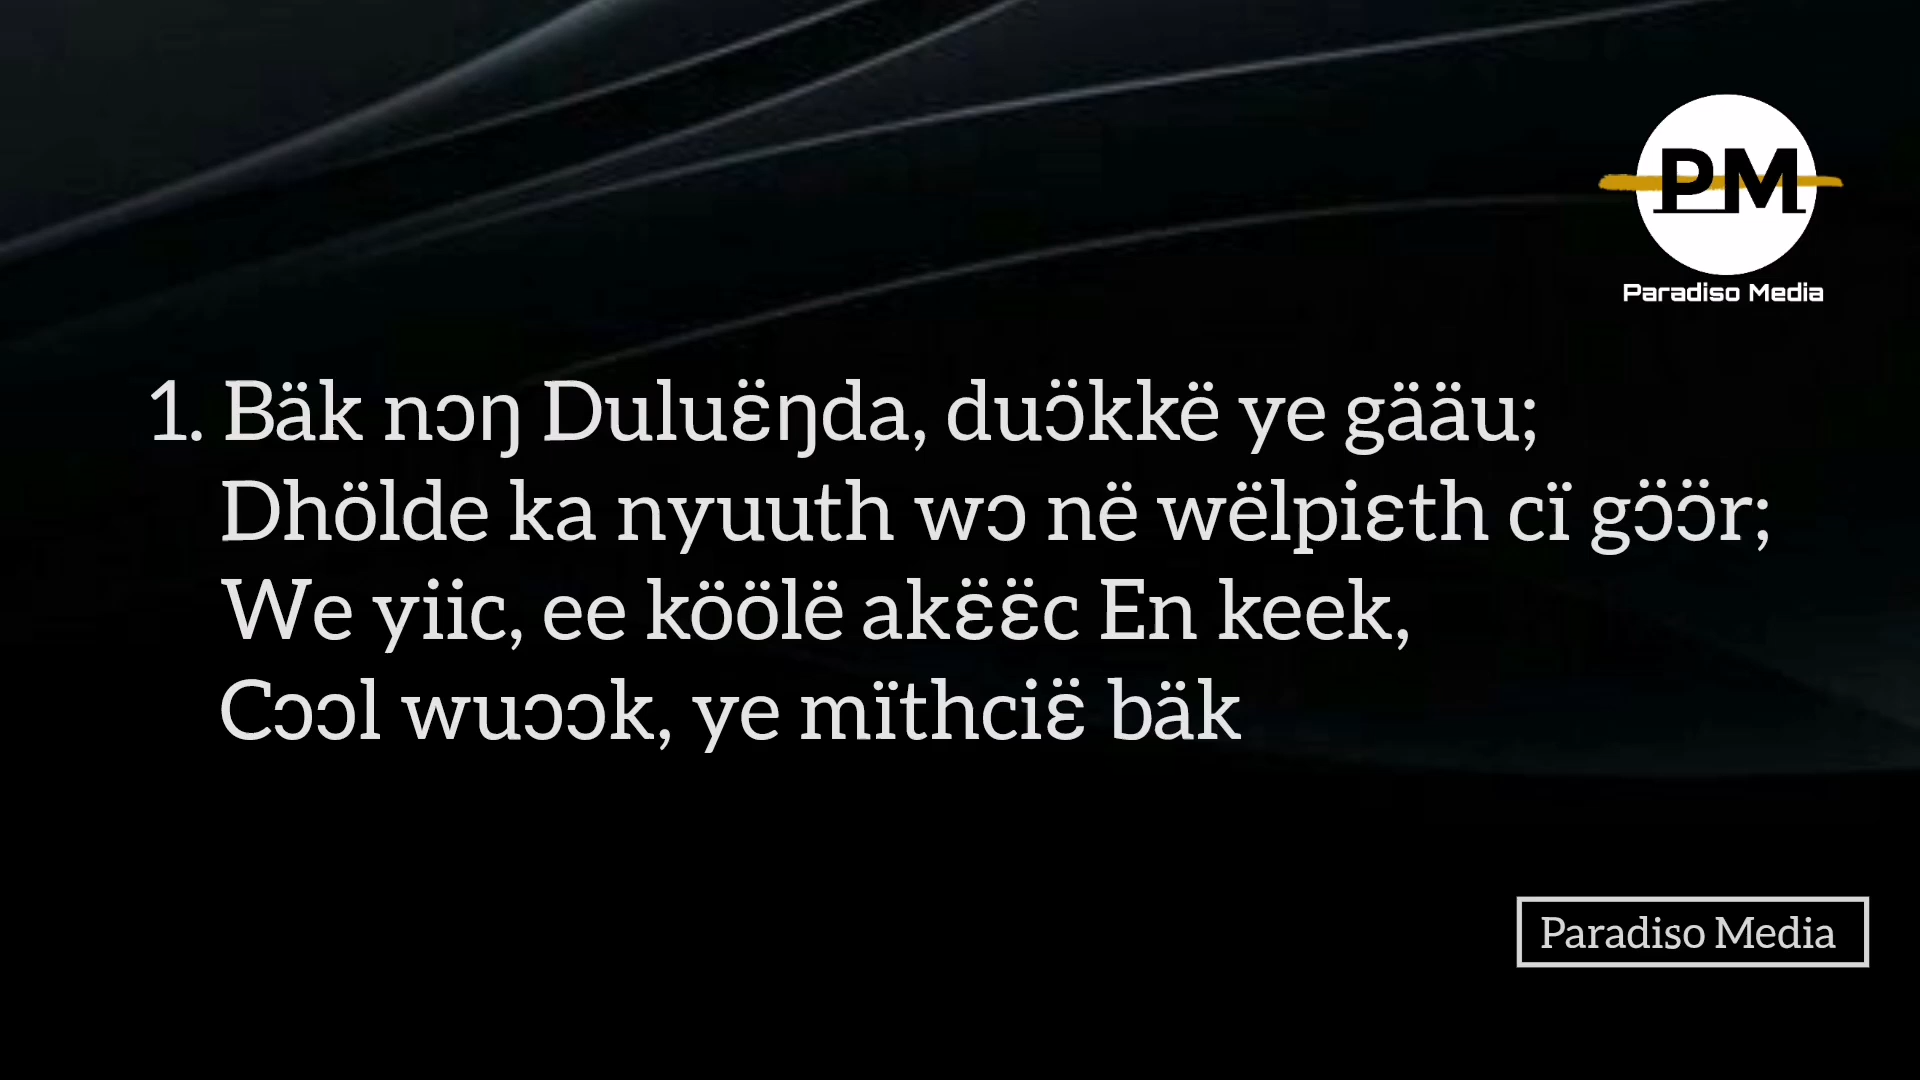 PM
Paradiso Media
1. Bäk nɔŋ Duluɛ̈ŋda, duɔ̈kkë ye gääu;
Dhölde ka nyuuth wɔ në wëlpiɛth cï gɔ̈ɔ̈r;
We yiic, ee köölë akɛ̈ɛ̈c En keek,
Cɔɔl wuɔɔk, ye mïthciɛ̈ bäk
Paradiso Media